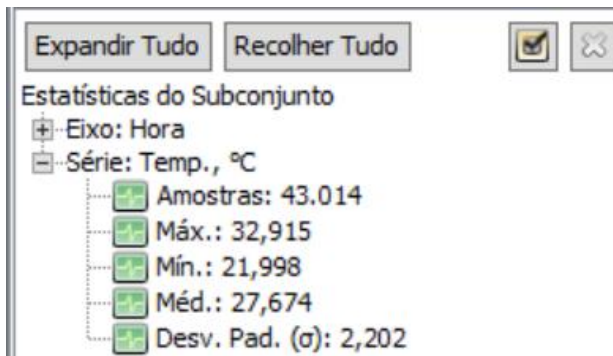 Expandir Tudo Recolher Tudo
Estatísticas do Subconjunto
Eixo: Hora
Série: Temp., °C
Amostras: 43.014
Máx.: 32,915
Mín.: 21,998
Méd.: 27,674
Desv. Pad. (σ): 2,202